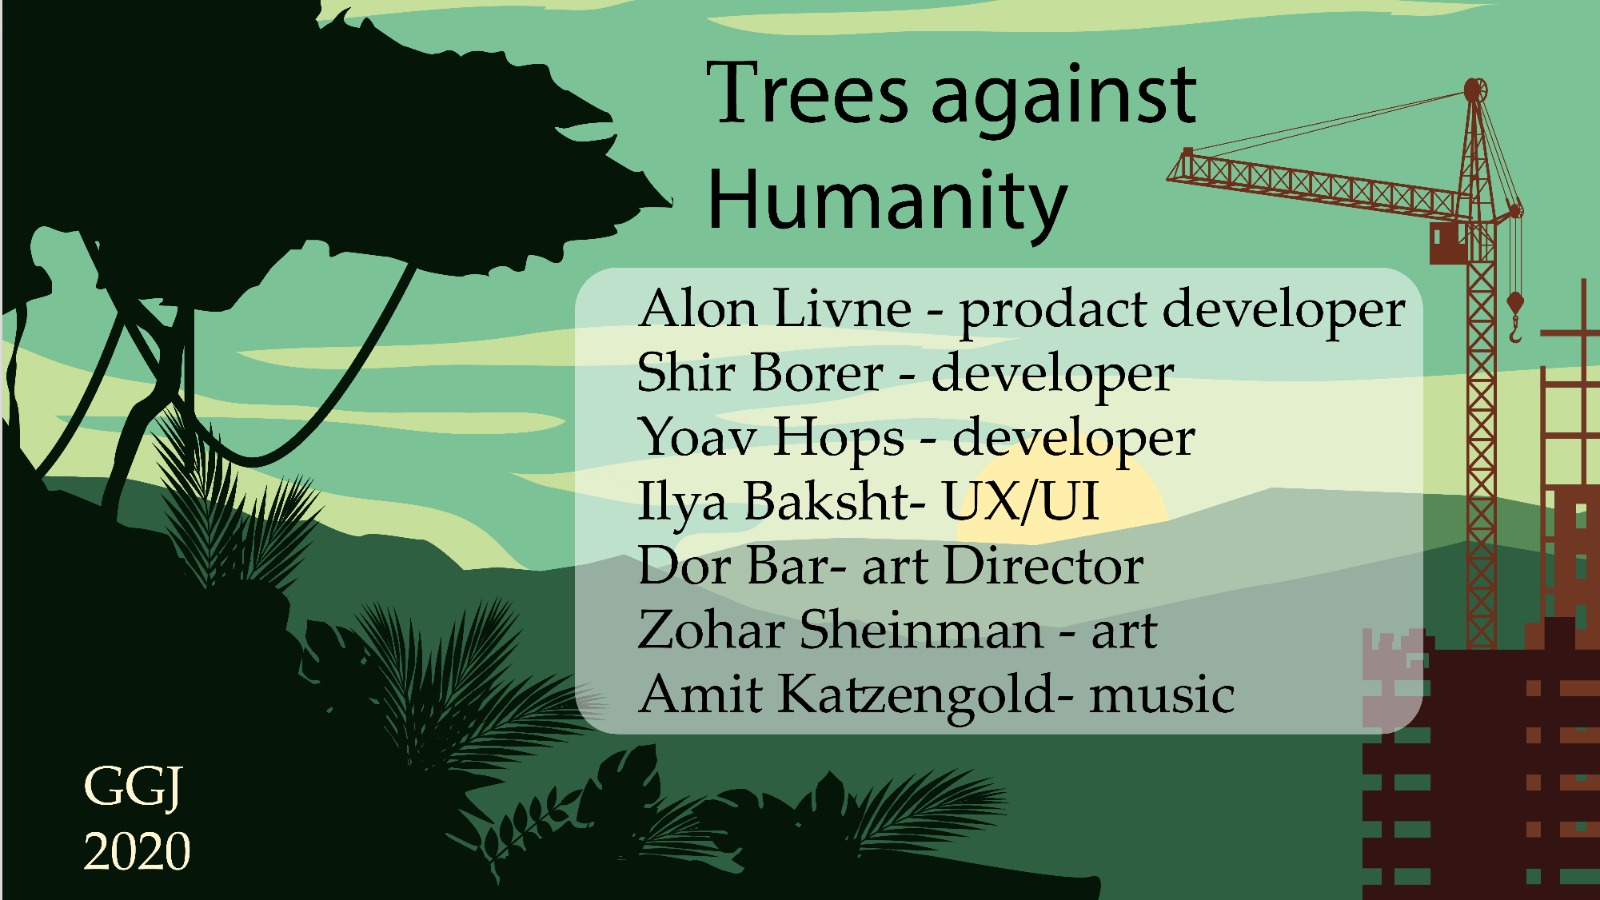 Trees against
Humanity
Alon Livne - prodact developer
Shir Borer - developer
Yoav Hops - developer
Ilya Baksht- UX/UI
Dor Bar- art Director
Zohar Sheinman - art
Amit Katzengold- music
GGJ
2020